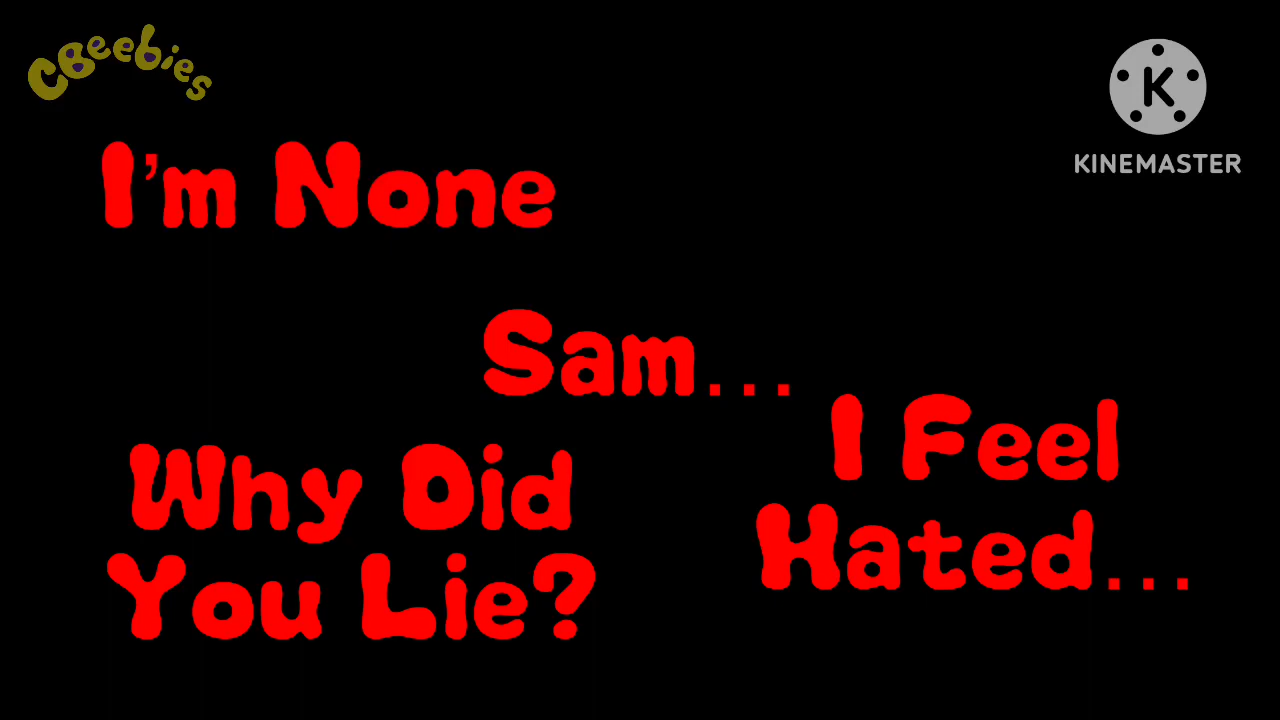 CBeebies
K
KINEMASTER
I'm None
Sam...
I Feel
Hated...
Why Did
You Lie?